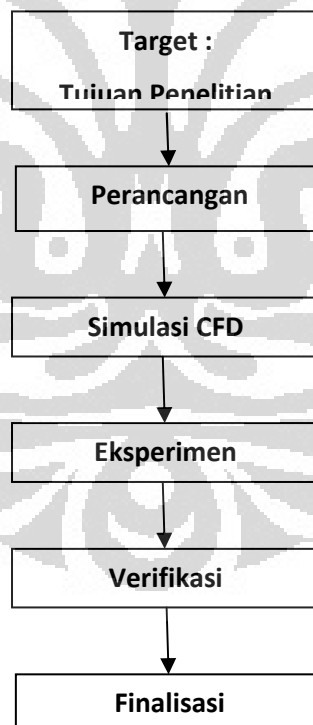 Target :
Tujuan Penelitian
Perancangan
Simulasi CFD
Eksperimen
Verifikasi
Finalisasi